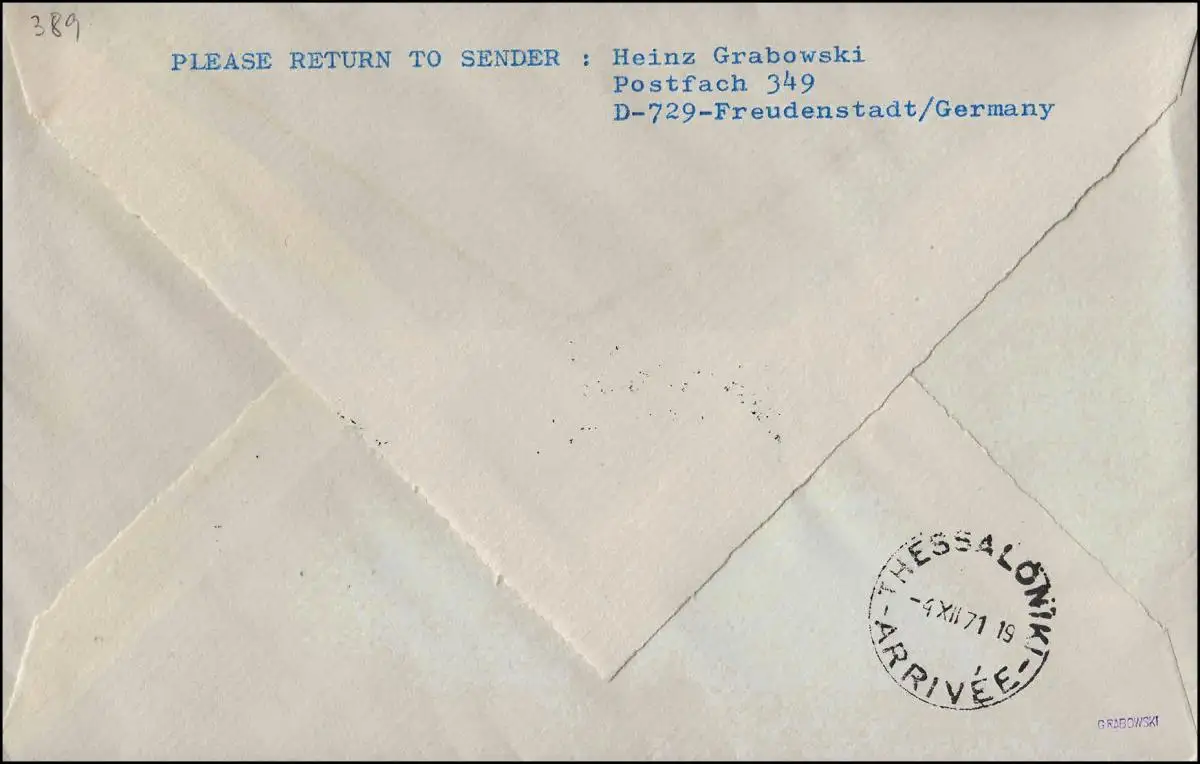 389
PLEASE RETURN TO SENDER : Heinz Grabowski
Postfach 349
D-729-Freudenstadt/Germany
THESSALONIKI
-4 XII 71 19
ARRIVÉE
GRABOWSKI